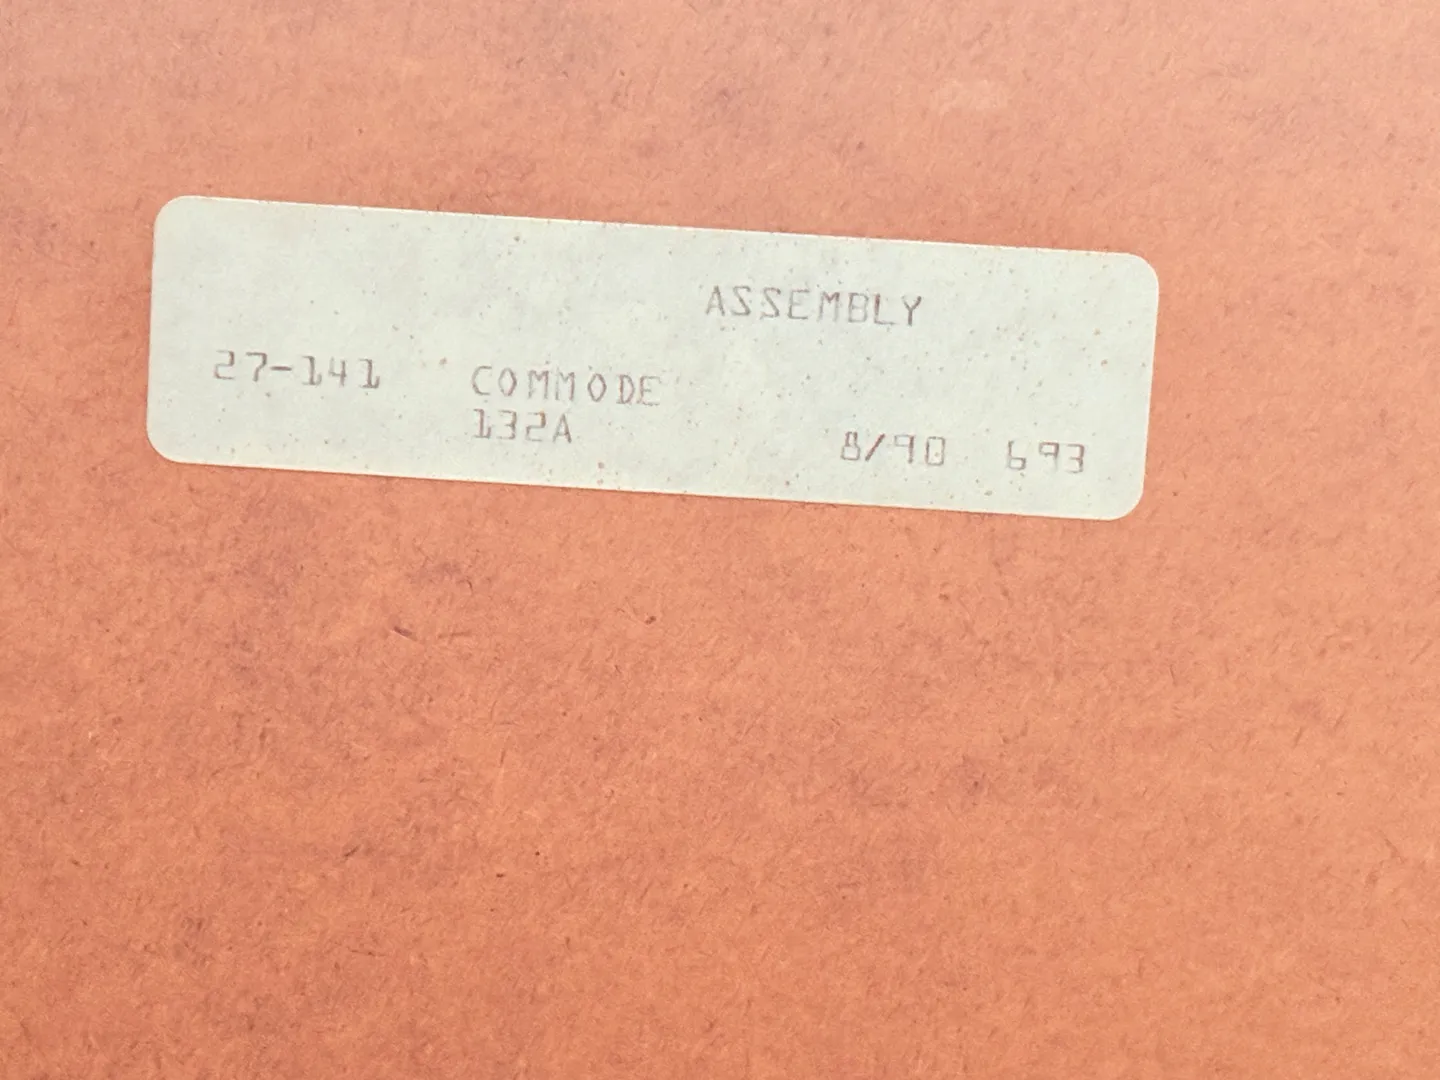 ASSEMBLY
27-141 COMMODE
132A 8/90 693